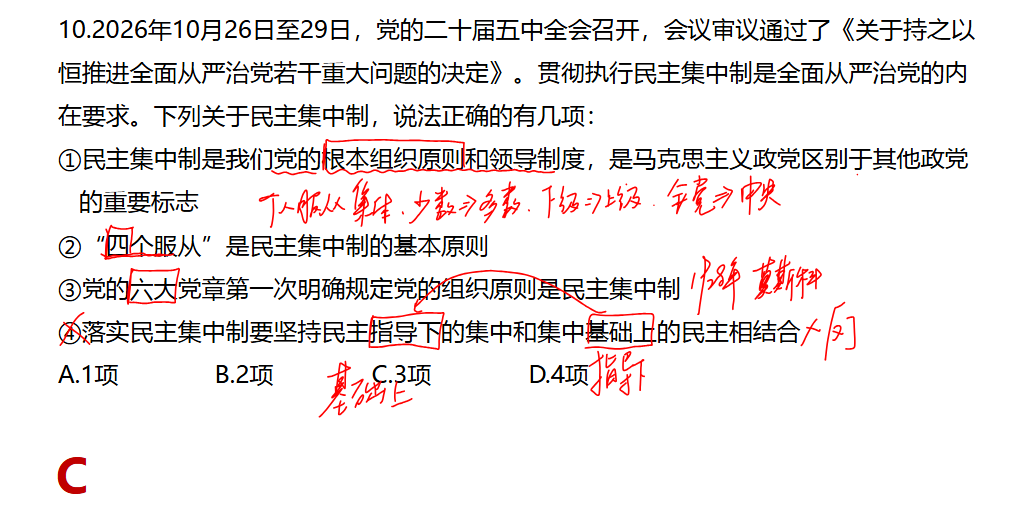 10.2026年10月26日至29日，党的二十届五中全会召开，会议审议通过了《关于持之以
恒推进全面从严治党若干重大问题的决定》。贯彻执行民主集中制是全面从严治党的内
在要求。下列关于民主集中制，说法正确的有几项：
①民主集中制是我们党的根本组织原则和领导制度，是马克思主义政党区别于其他政党
的重要标志
个人服从集体、少数⇒多数、下级⇒上级、全党⇒中央
②“四个服从”是民主集中制的基本原则
③党的六大党章第一次明确规定党的组织原则是民主集中制
1928年 莫斯科
④落实民主集中制要坚持民主指导下的集中和集中基础上的民主相结合
×反
A.1项 B.2项 C.3项 D.4项
基础上 指导下
C